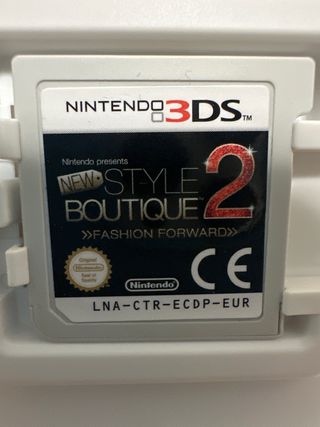 NINTENDO 3DS™
Nintendo presents
NEW STYLE
BOUTIQUE™ 2
»FASHION FORWARD»
Original
Nintendo
Seal of
Quality
Nintendo
CE
LNA-CTR-ECDP-EUR